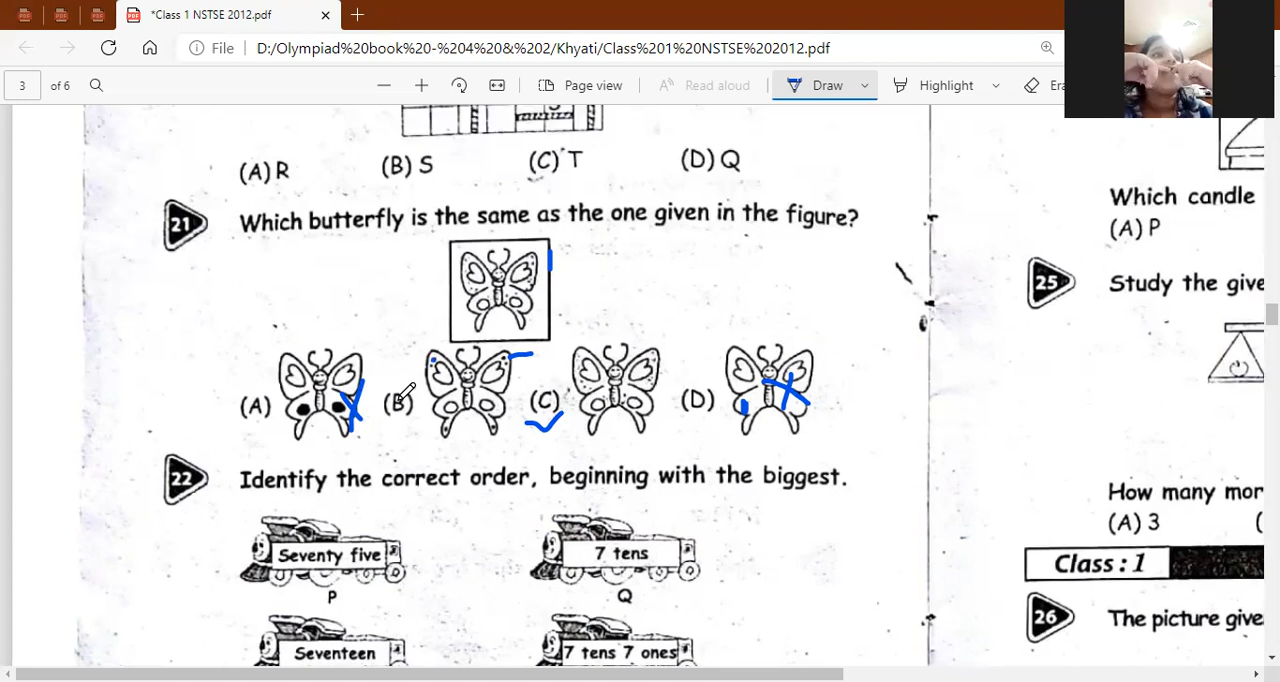 *Class 1 NSTSE 2012.pdf
File D:/Olympiad%20book%20-%204%20&%202/Khyati/Class%201%20NSTSE%202012.pdf
3 of 6 Page view Read aloud Draw Highlight Era
(A) R (B) S (C) T (D) Q
21 Which butterfly is the same as the one given in the figure?
(A) (B) (C) (D)
22 Identify the correct order, beginning with the biggest.
Seventy five 7 tens
P Q
Seventeen 7 tens 7 ones
Which candle
(A) P
25 Study the give
How many mor
(A) 3 (
Class : 1
26 The picture give